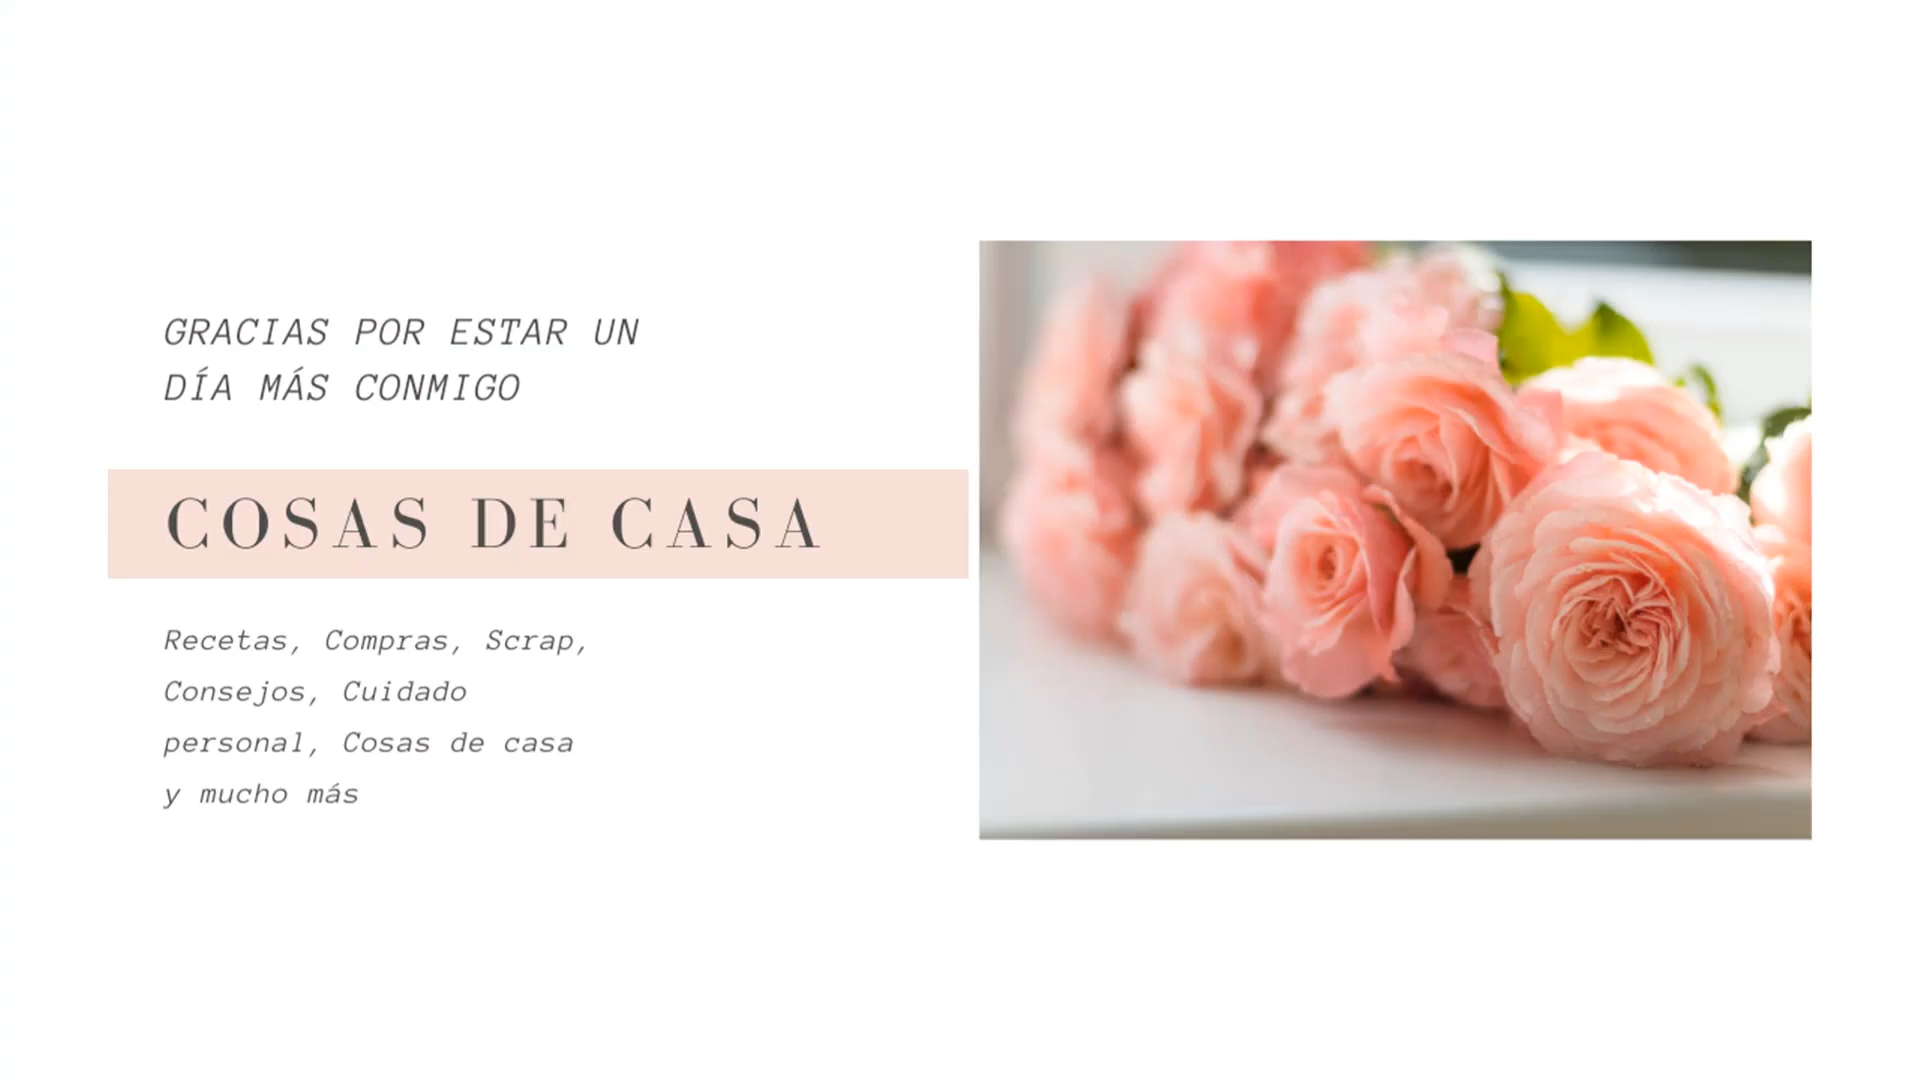 GRACIAS POR ESTAR UN
DÍA MÁS CONMIGO
COSAS DE CASA
Recetas, Compras, Scrap,
Consejos, Cuidado
personal, Cosas de casa
y mucho más